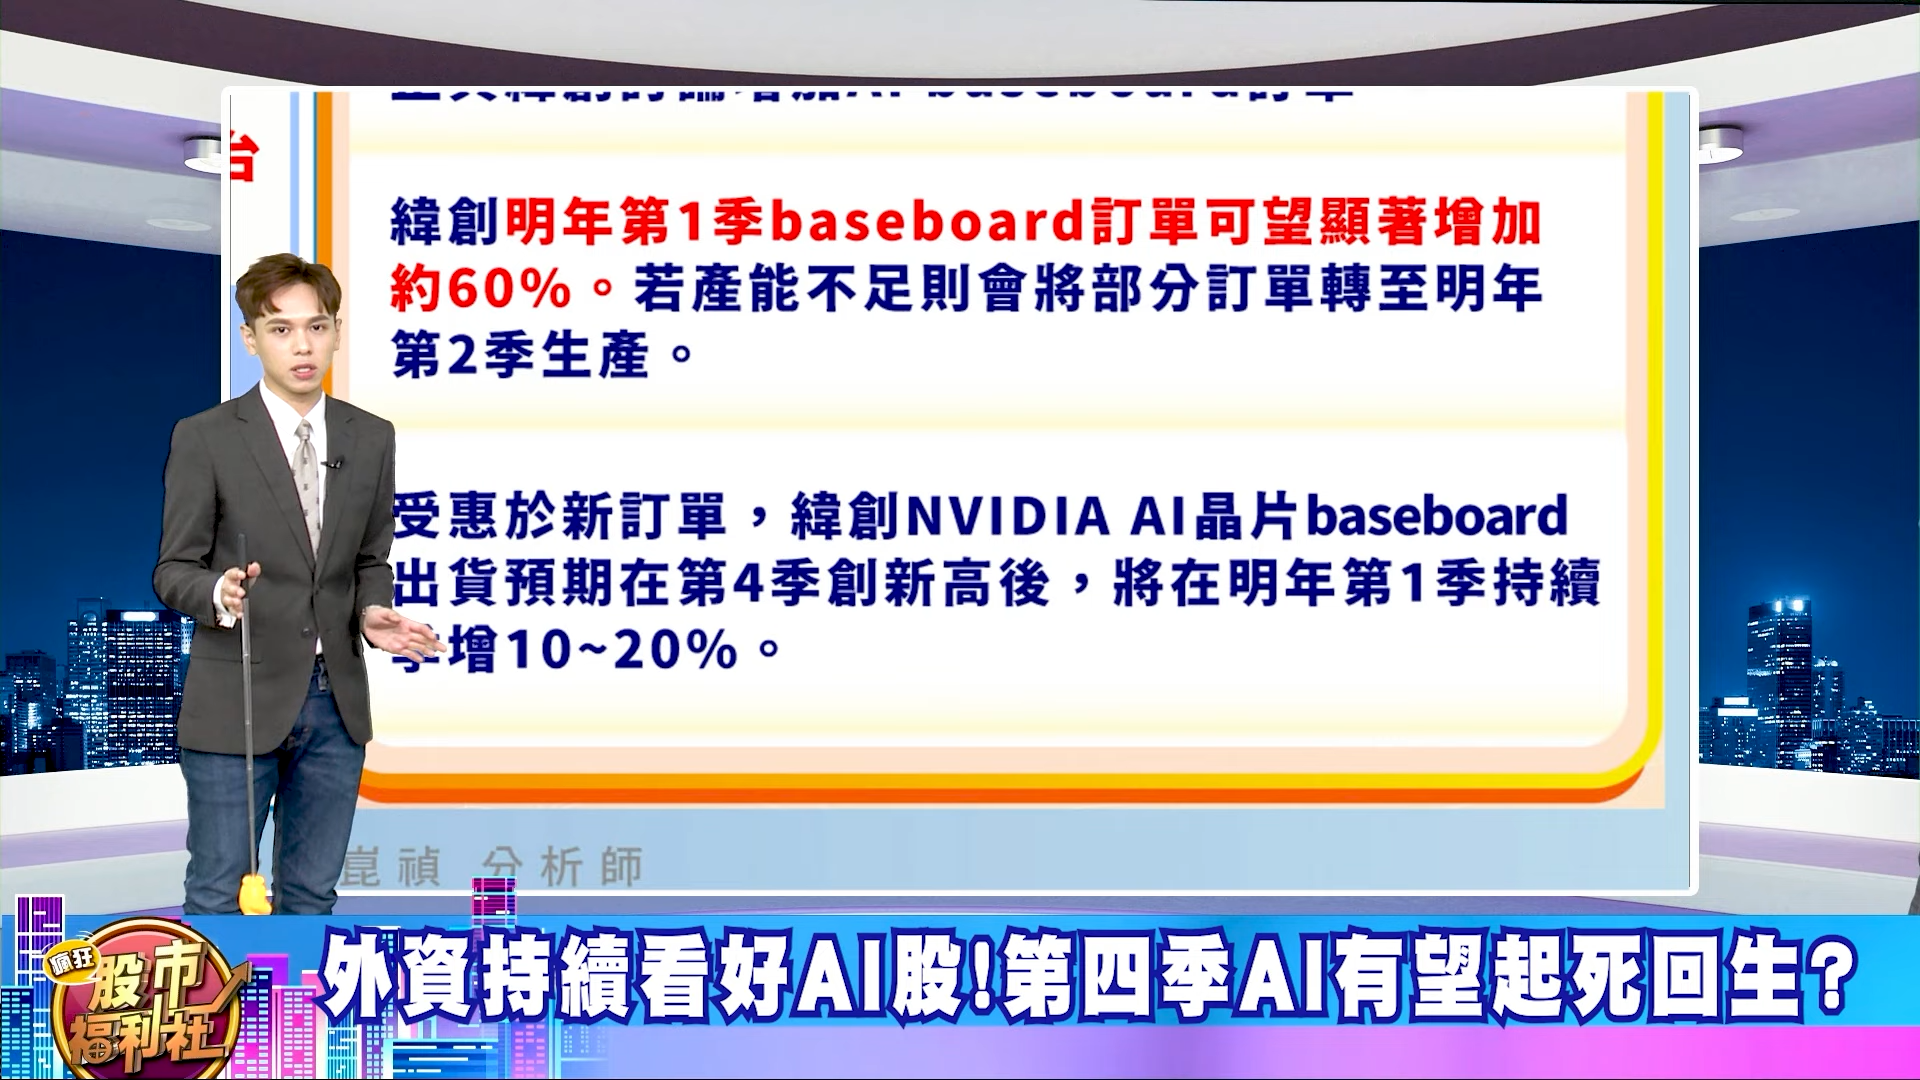 台
緯創明年第1季baseboard訂單可望顯著增加
約60%。若產能不足則會將部分訂單轉至明年
第2季生產。
受惠於新訂單，緯創NVIDIA AI晶片baseboard
出貨預期在第4季創新高後，將在明年第1季持續
季增10~20%。
崑禎 分析師
瘋狂
股市
福利社
外資持續看好AI股!第四季AI有望起死回生?